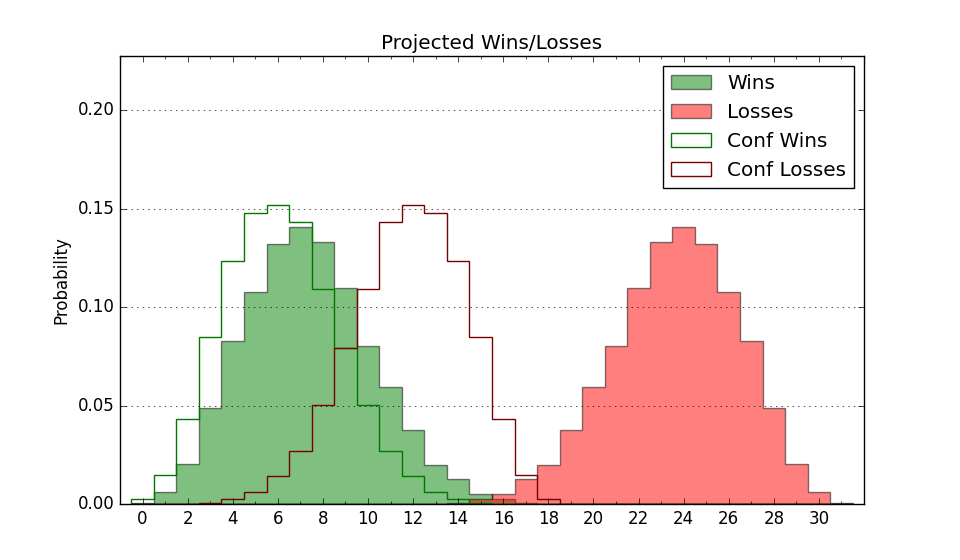 Projected Wins/Losses
Wins
Losses
Conf Wins
Conf Losses
Probability
0.20
0.15
0.10
0.05
0.00
0 2 4 6 8 10 12 14 16 18 20 22 24 26 28 30